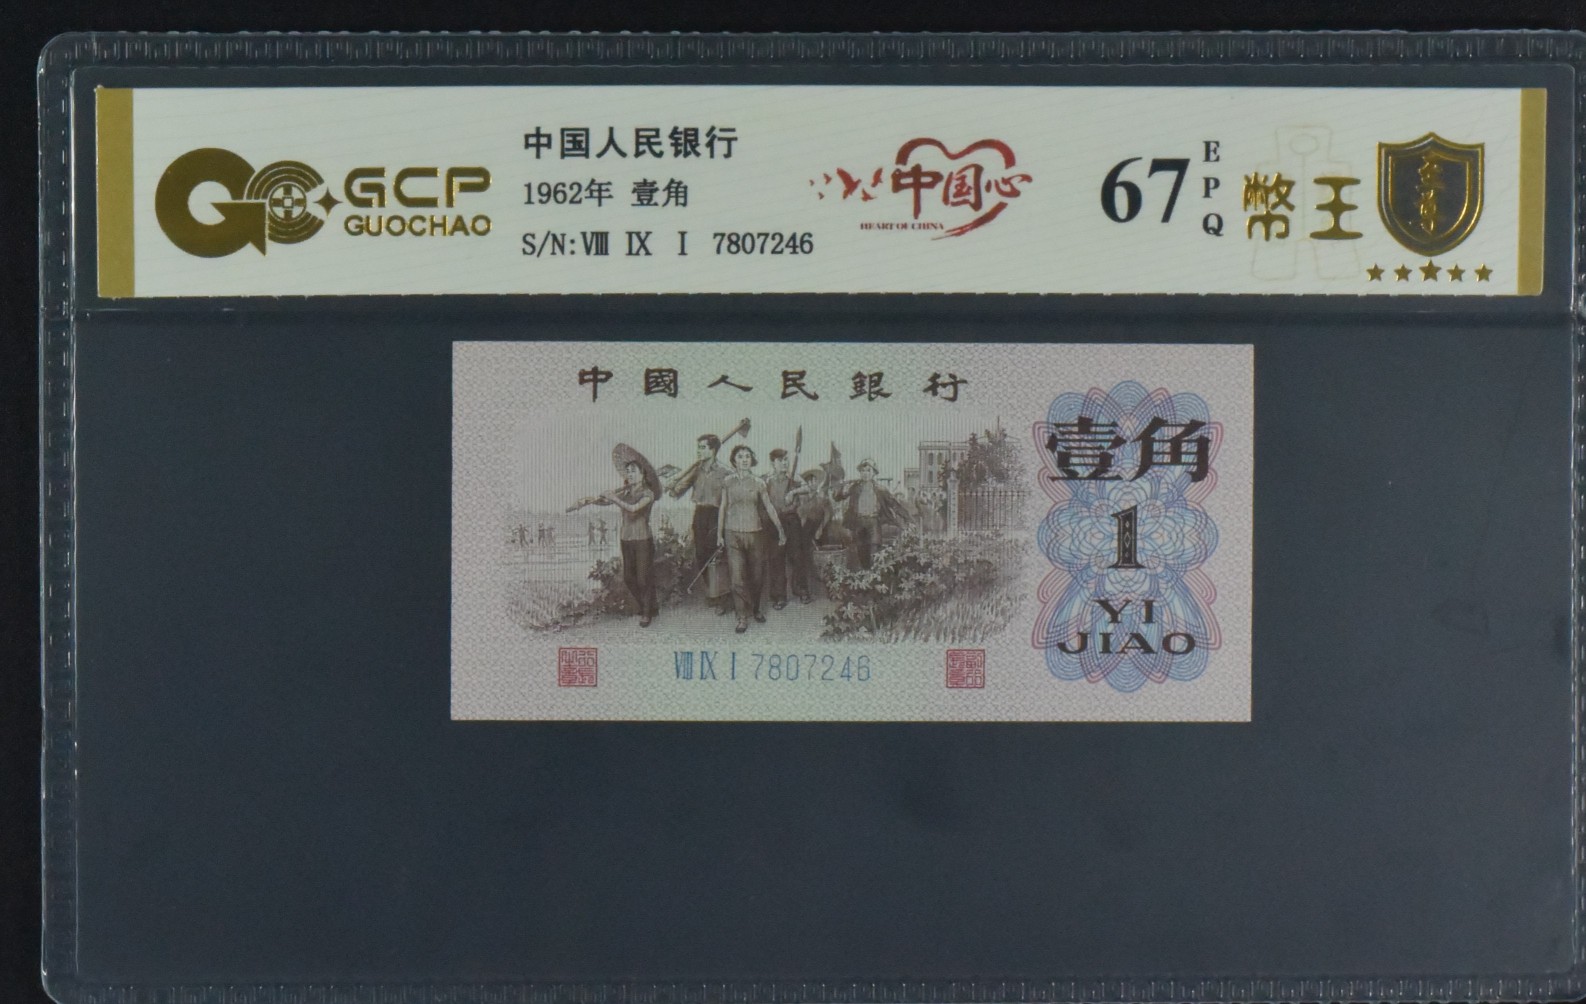 GCP
GUOCHAO
中国人民银行
1962年 壹角
S/N:Ⅷ Ⅸ Ⅰ 7807246
中国心
HEART OF CHINA
67
EPQ
幣王
中國人民銀行
壹角
1
YI
JIAO
Ⅷ Ⅸ Ⅰ 7807246